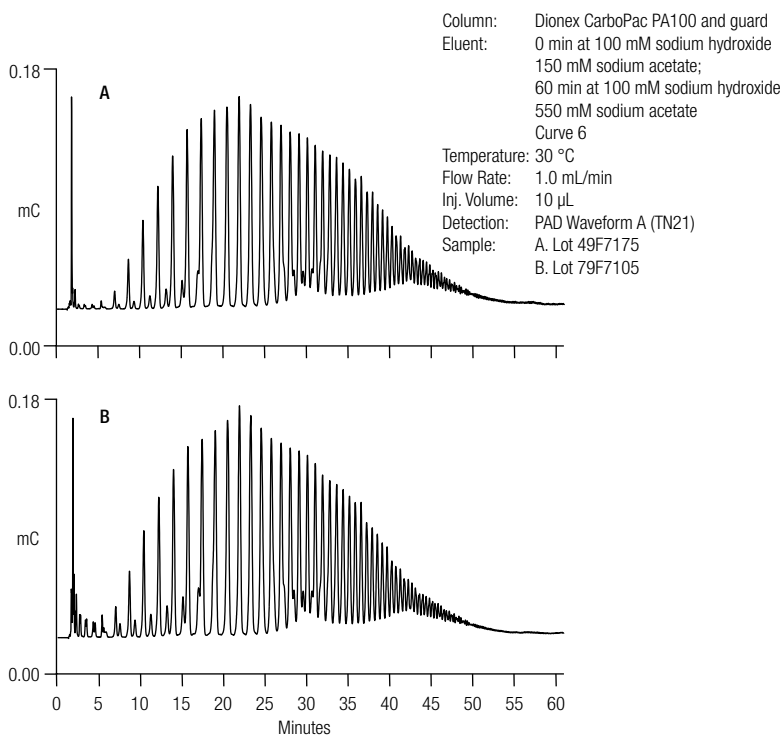 Column: Dionex CarboPac PA100 and guard
Eluent: 0 min at 100 mM sodium hydroxide
150 mM sodium acetate;
60 min at 100 mM sodium hydroxide
550 mM sodium acetate
Curve 6
Temperature: 30 °C
Flow Rate: 1.0 mL/min
Inj. Volume: 10 µL
Detection: PAD Waveform A (TN21)
Sample: A. Lot 49F7175
B. Lot 79F7105
0.18
A
mC
0.00
0.18
B
mC
0.00
0 5 10 15 20 25 30 35 40 45 50 55 60
Minutes